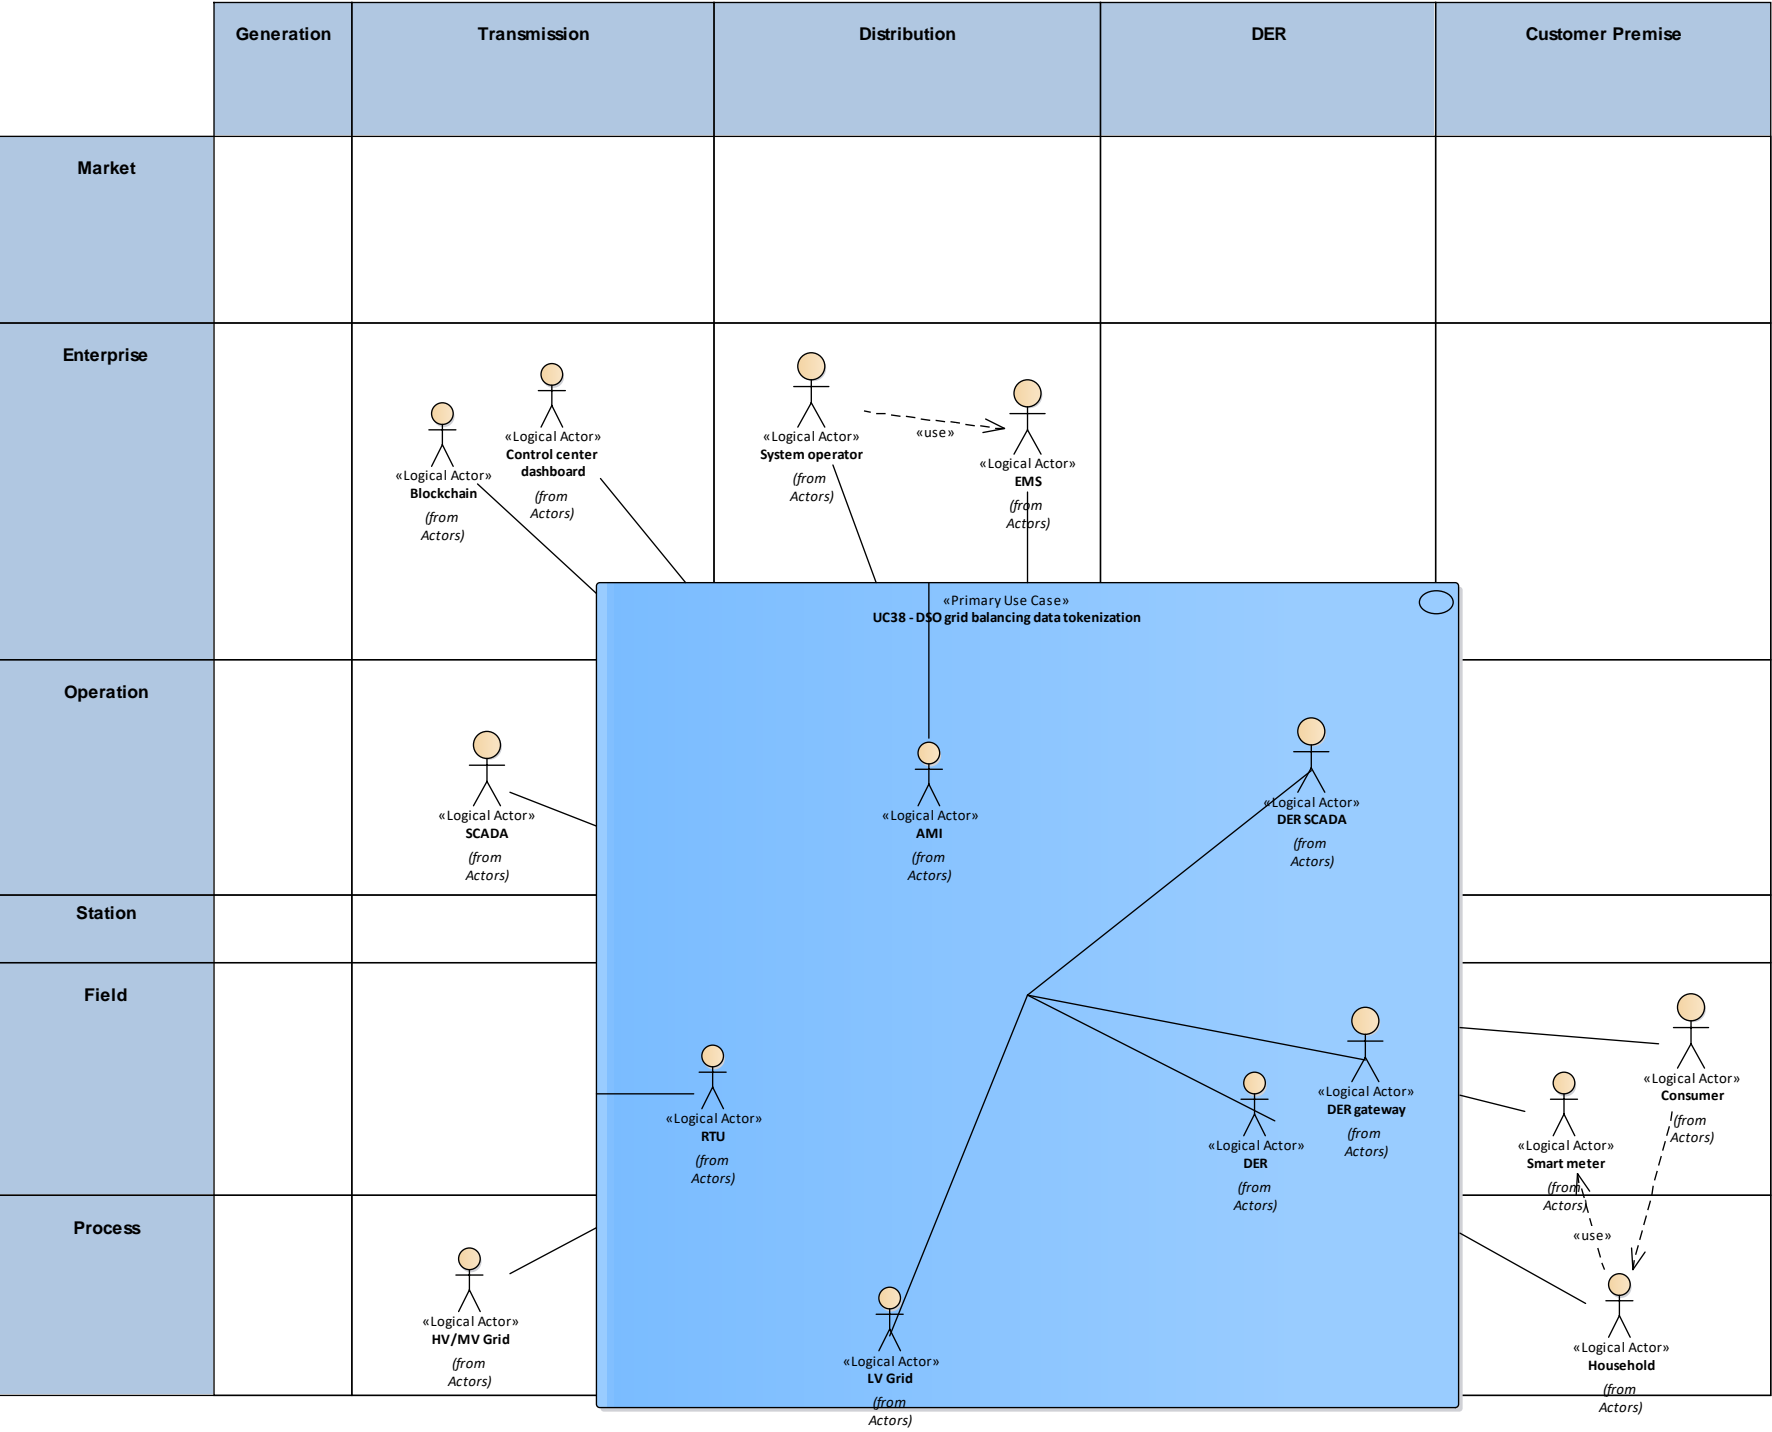 Generation
Transmission
Distribution
DER
Customer Premise
Market
Enterprise
«Logical Actor»
Blockchain
(from
Actors)
«Logical Actor»
Control center
dashboard
(from
Actors)
«Logical Actor»
System operator
(from
Actors)
«use»
«Logical Actor»
EMS
(from
Actors)
«Primary Use Case»
UC38 - DSO grid balancing data tokenization
Operation
«Logical Actor»
SCADA
(from
Actors)
«Logical Actor»
AMI
(from
Actors)
«Logical Actor»
DER SCADA
(from
Actors)
Station
Field
«Logical Actor»
RTU
(from
Actors)
«Logical Actor»
DER
(from
Actors)
«Logical Actor»
DER gateway
(from
Actors)
«Logical Actor»
Smart meter
(from
Actors)
«Logical Actor»
Consumer
(from
Actors)
Process
«Logical Actor»
HV/MV Grid
(from
Actors)
«Logical Actor»
LV Grid
(from
Actors)
«use»
«Logical Actor»
Household
(from
Actors)